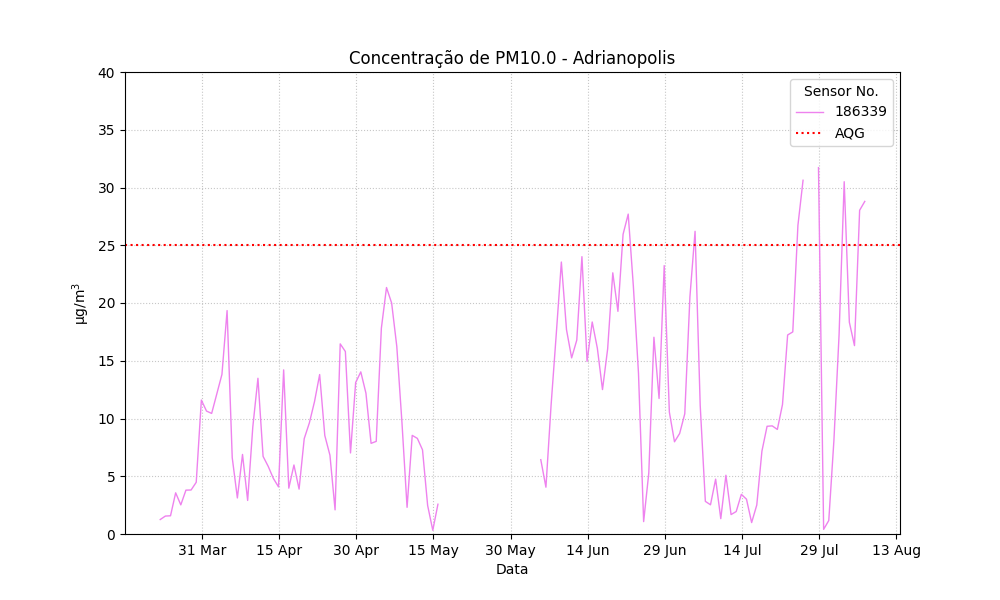 Concentração de PM10.0 - Adrianopolis
40
35
30
25
20
15
10
5
0
µg/m³
Sensor No.
186339
AQG
31 Mar
15 Apr
30 Apr
15 May
30 May
14 Jun
29 Jun
14 Jul
29 Jul
13 Aug
Data